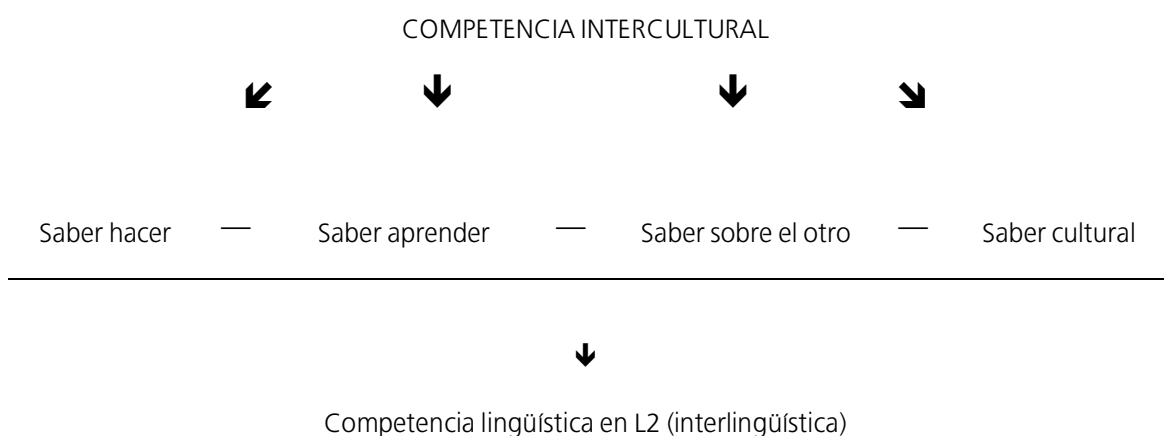 COMPETENCIA INTERCULTURAL
Saber hacer — Saber aprender — Saber sobre el otro — Saber cultural
Competencia lingüística en L2 (interlingüística)